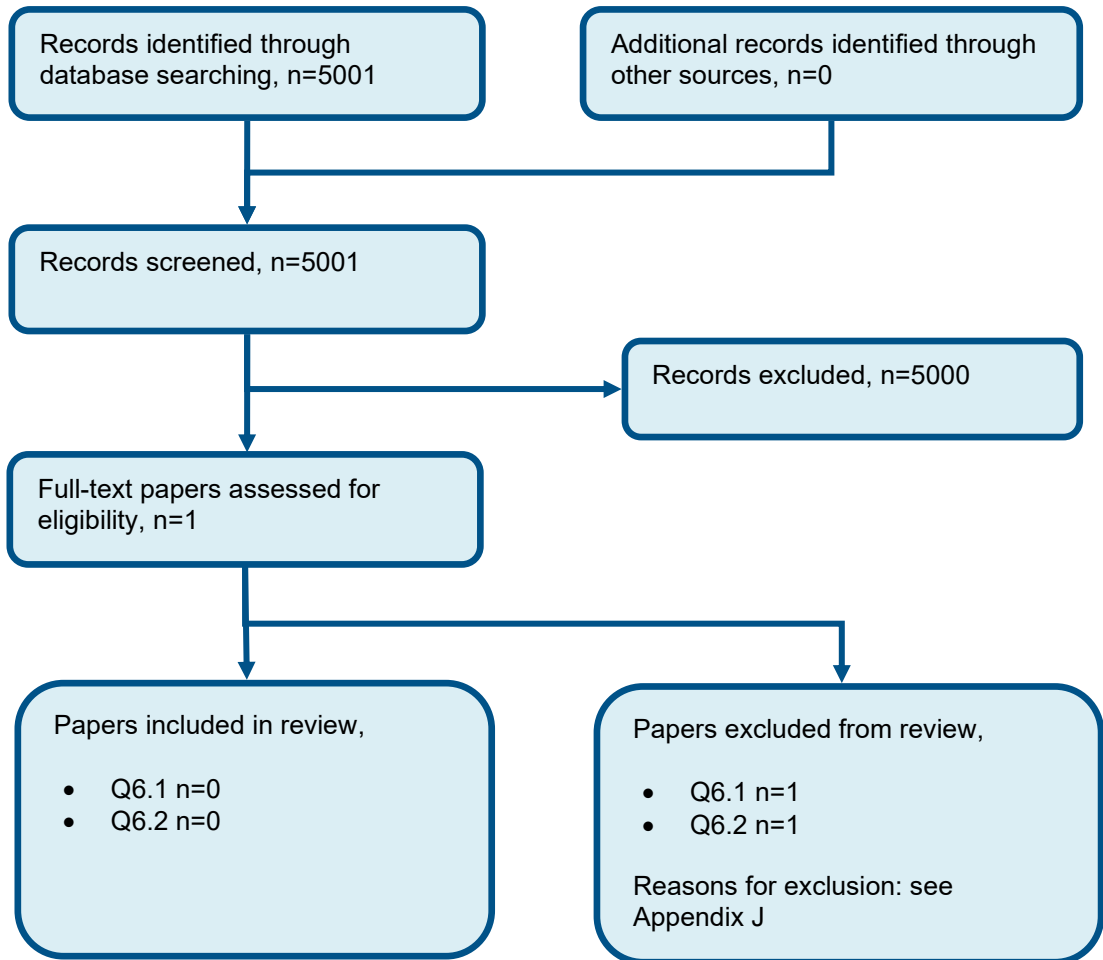 Records identified through
database searching, n=5001
Additional records identified through
other sources, n=0
Records screened, n=5001
Records excluded, n=5000
Full-text papers assessed for
eligibility, n=1
Papers included in review,
• Q6.1 n=0
• Q6.2 n=0
Papers excluded from review,
• Q6.1 n=1
• Q6.2 n=1
Reasons for exclusion: see
Appendix J